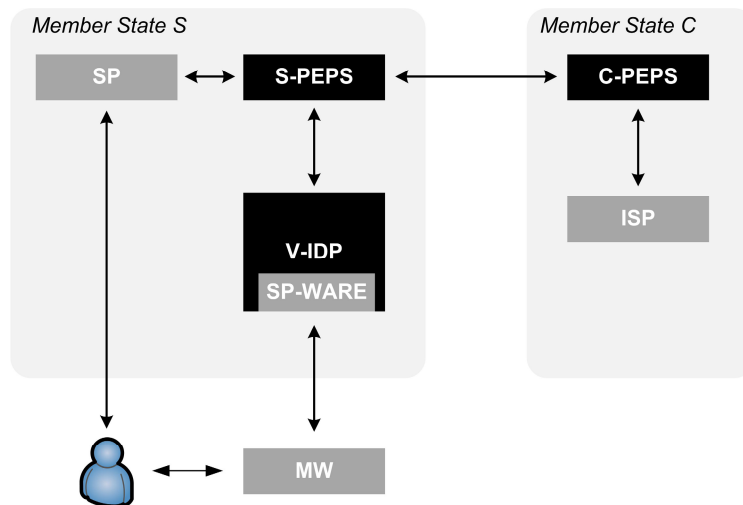 Member State S
Member State C
SP
S-PEPS
C-PEPS
V-IDP
SP-WARE
ISP
MW